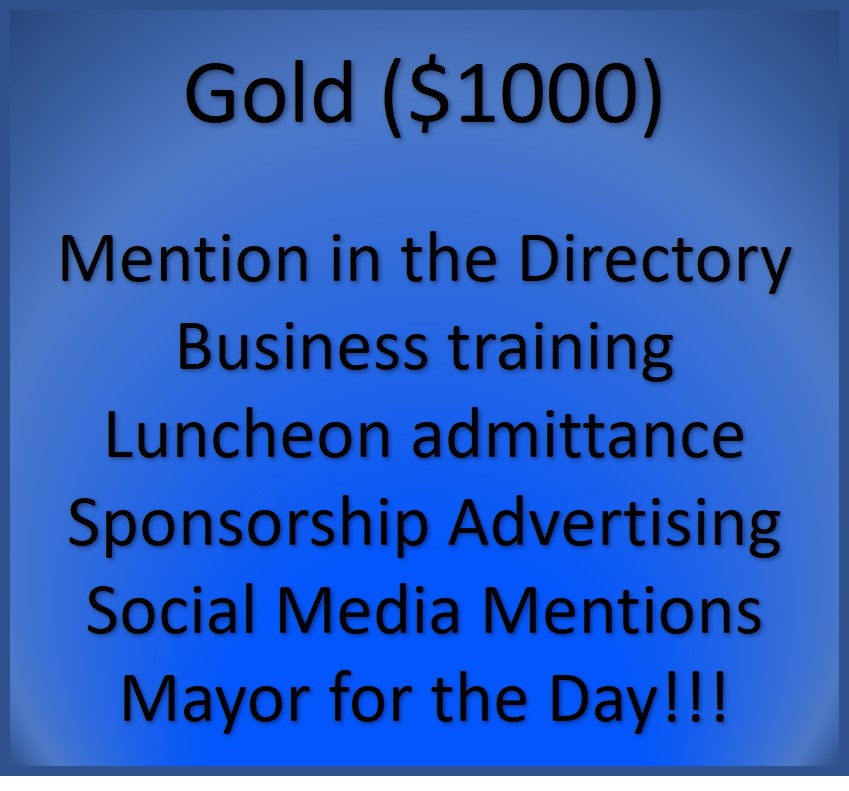 Gold ($1000)
Mention in the Directory
Business training
Luncheon admittance
Sponsorship Advertising
Social Media Mentions
Mayor for the Day!!!